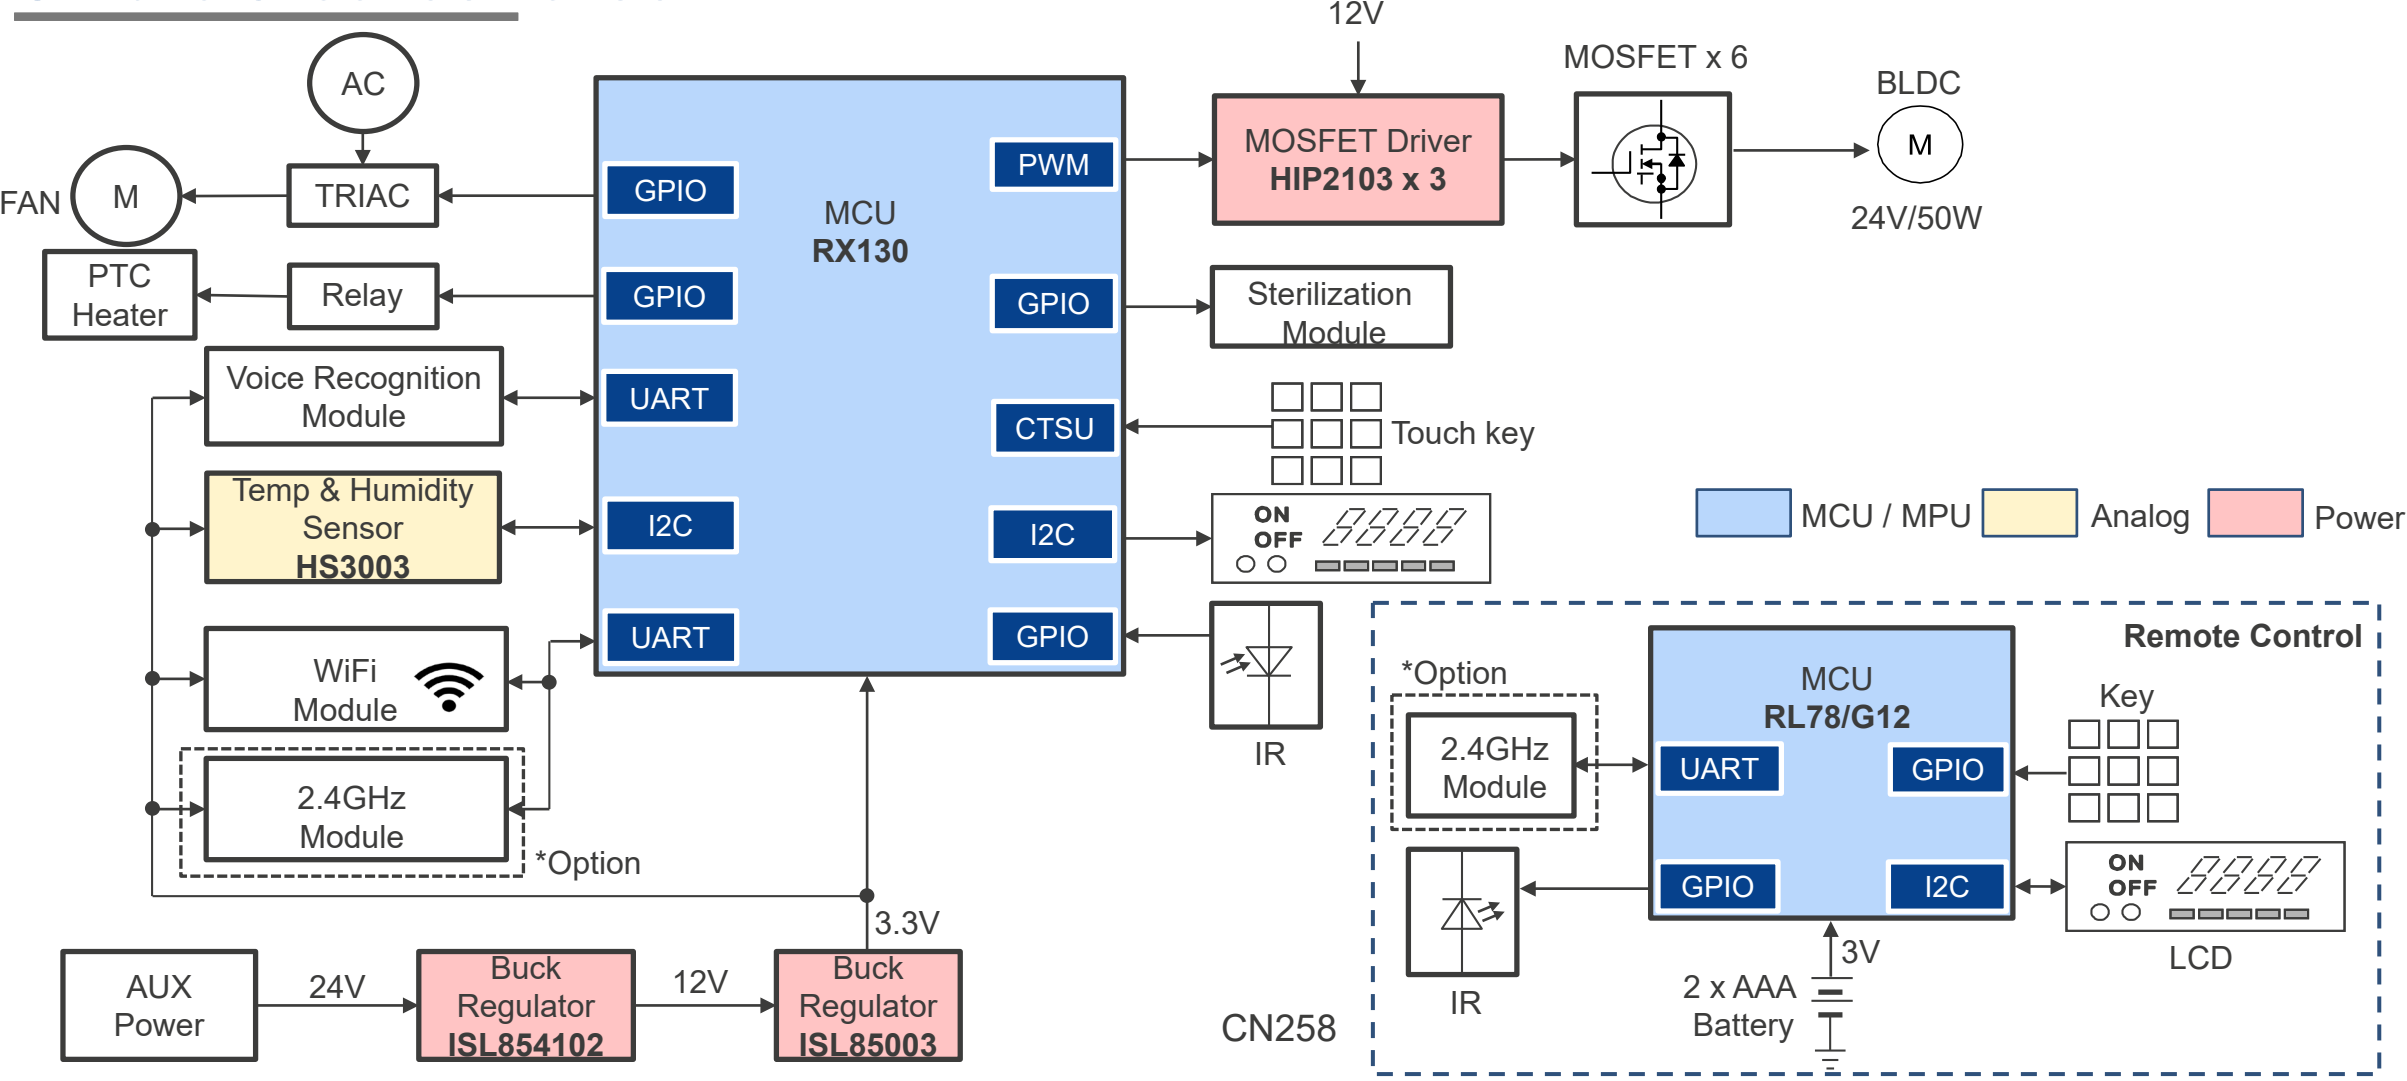 12V
AC
FAN
M
TRIAC
PTC
Heater
Relay
Voice Recognition
Module
Temp & Humidity
Sensor
HS3003
WiFi
Module
2.4GHz
Module
*Option
GPIO
GPIO
UART
I2C
UART
MCU
RX130
PWM
GPIO
CTSU
I2C
GPIO
MOSFET Driver
HIP2103 x 3
MOSFET x 6
BLDC
M
24V/50W
Sterilization
Module
Touch key
ON
OFF
IR
MCU / MPU
Analog
Power
Remote Control
*Option
2.4GHz
Module
MCU
RL78/G12
UART
GPIO
GPIO
I2C
Key
ON
OFF
LCD
IR
3V
2 x AAA
Battery
3.3V
AUX
Power
24V
Buck
Regulator
ISL854102
12V
Buck
Regulator
ISL85003
CN258